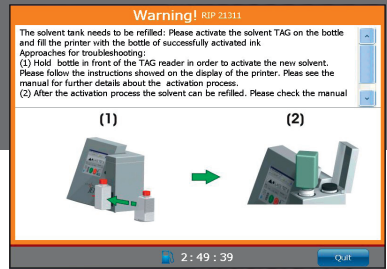 Warning! RIP 21311
The solvent tank needs to be refilled: Please activate the solvent TAG on the bottle
and fill the printer with the bottle of successfully activated ink
Approaches for troubleshooting:
(1) Hold bottle in front of the TAG reader in order to activate the new solvent.
Please follow the instructions showed on the display of the printer. Pleas see the
manual for further details about the activation process.
(2) After the activation process the solvent can be refilled. Please check the manual
(1) (2)
2 : 49 : 39
Quit